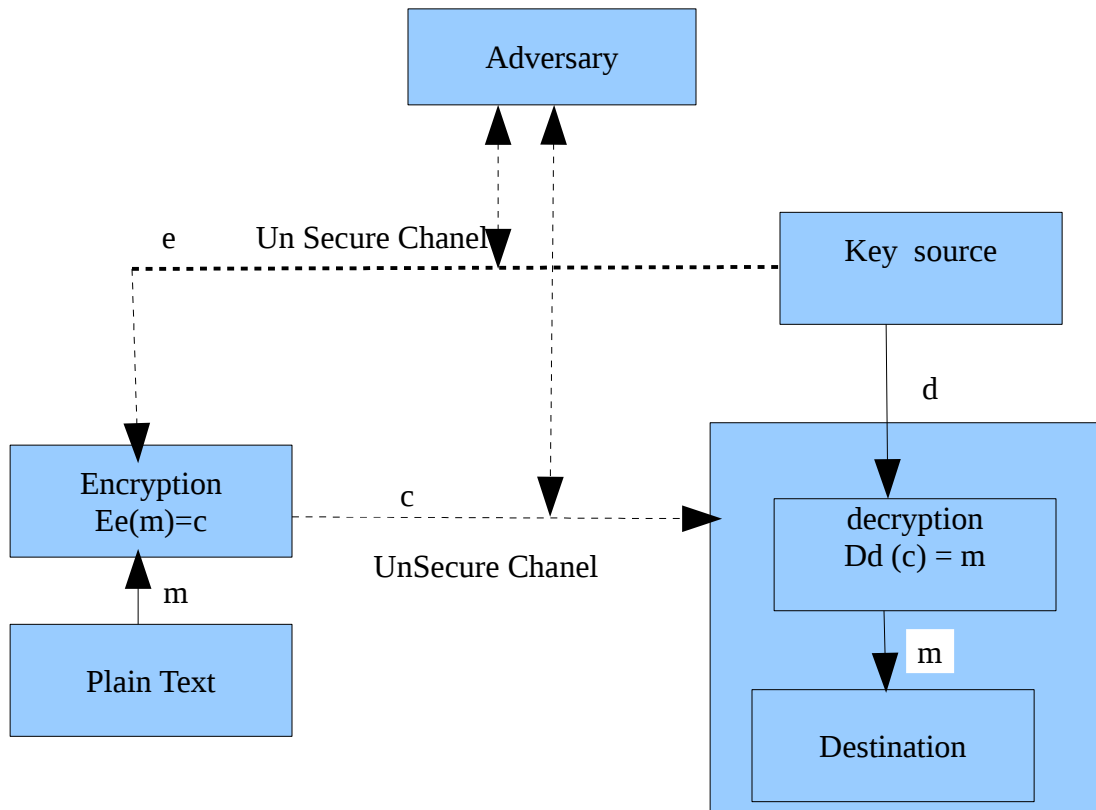 Adversary
e
Un Secure Chanel
Key source
d
Encryption
Ee(m)=c
c
decryption
Dd (c) = m
UnSecure Chanel
m
m
Plain Text
Destination